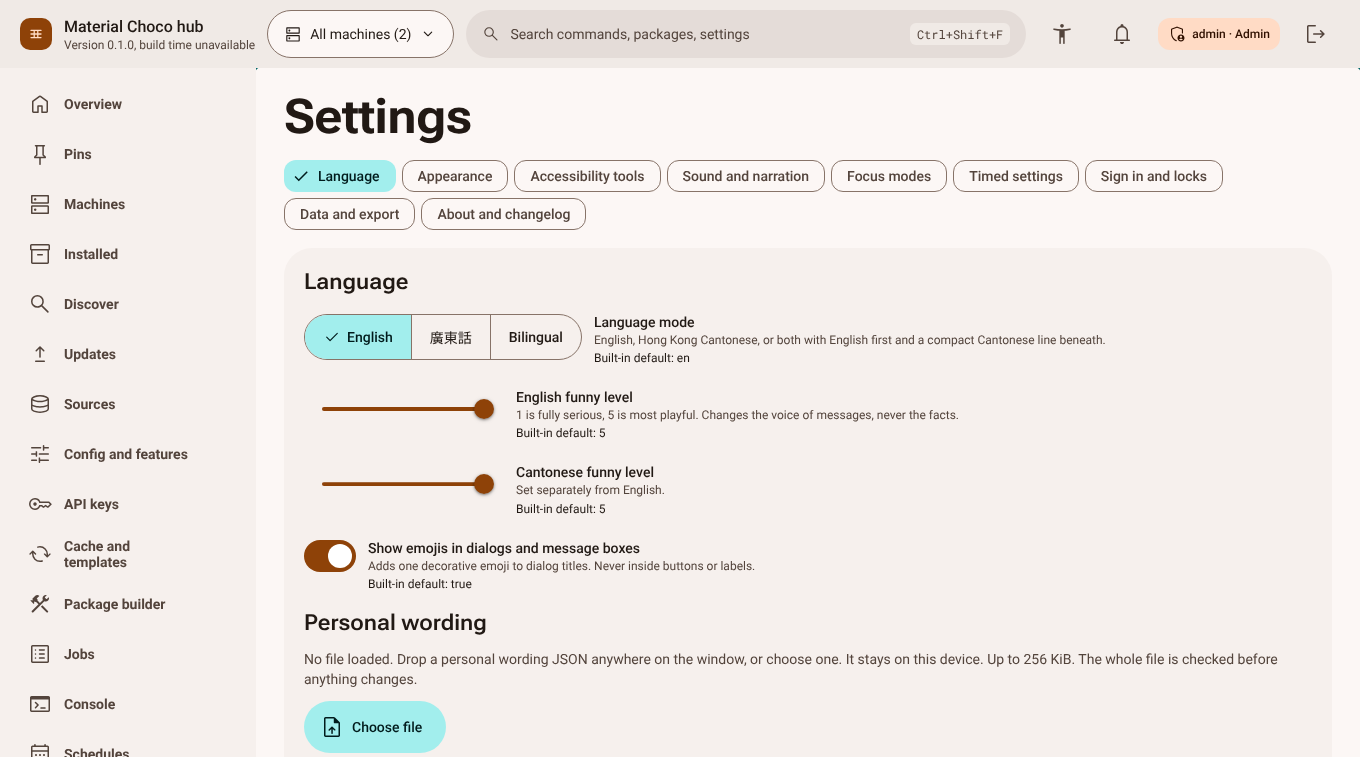 Material Choco hub
Version 0.1.0, build time unavailable
All machines (2)
Search commands, packages, settings
Ctrl+Shift+F
admin · Admin
Overview
Pins
Machines
Installed
Discover
Updates
Sources
Config and features
API keys
Cache and
templates
Package builder
Jobs
Console
Schedules
Settings
Language
Appearance
Accessibility tools
Sound and narration
Focus modes
Timed settings
Sign in and locks
Data and export
About and changelog
Language
English
廣東話
Bilingual
Language mode
English, Hong Kong Cantonese, or both with English first and a compact Cantonese line beneath.
Built-in default: en
English funny level
1 is fully serious, 5 is most playful. Changes the voice of messages, never the facts.
Built-in default: 5
Cantonese funny level
Set separately from English.
Built-in default: 5
Show emojis in dialogs and message boxes
Adds one decorative emoji to dialog titles. Never inside buttons or labels.
Built-in default: true
Personal wording
No file loaded. Drop a personal wording JSON anywhere on the window, or choose one. It stays on this device. Up to 256 KiB. The whole file is checked before
anything changes.
Choose file